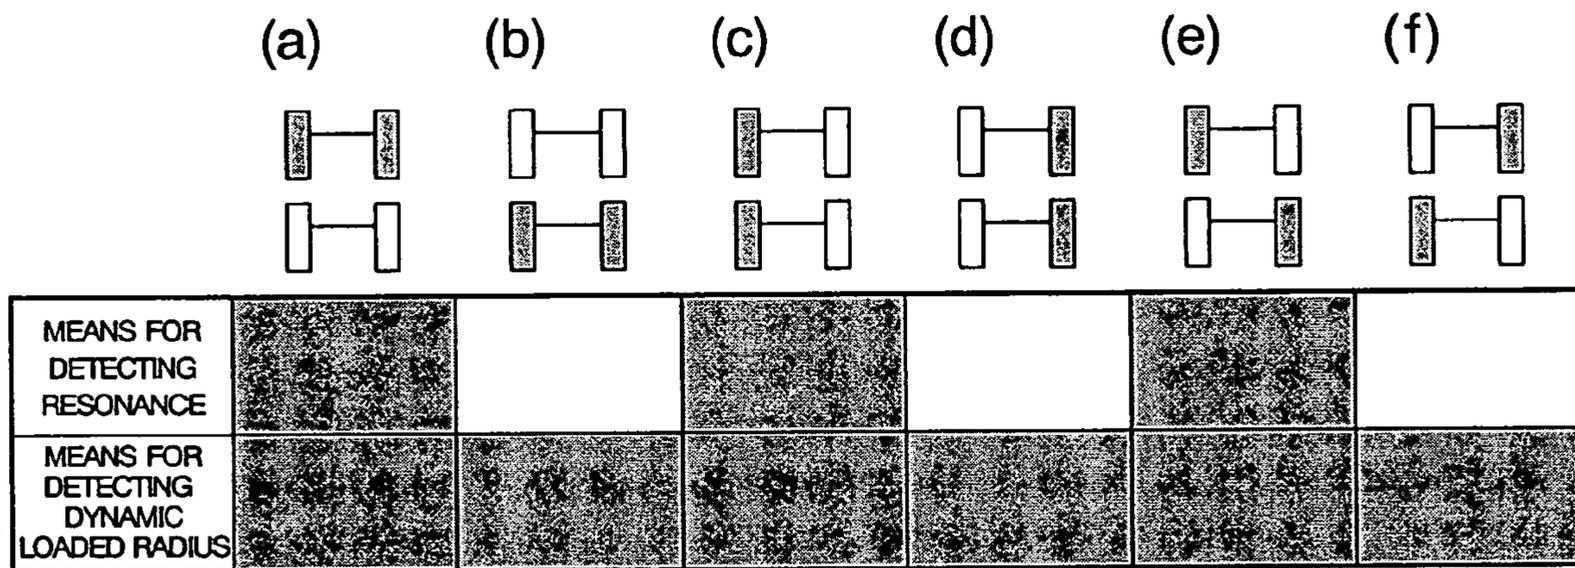 (a) (b) (c) (d) (e) (f)
MEANS FOR
DETECTING
RESONANCE
MEANS FOR
DETECTING
DYNAMIC
LOADED RADIUS